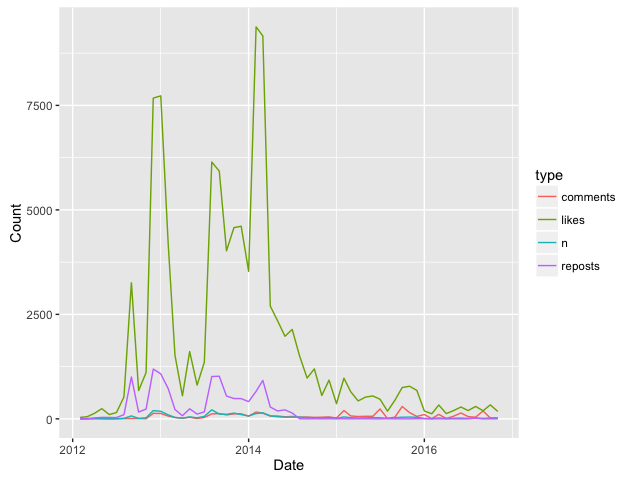 7500
5000
2500
0
Count
2012
2014
2016
Date
type
comments
likes
n
reposts